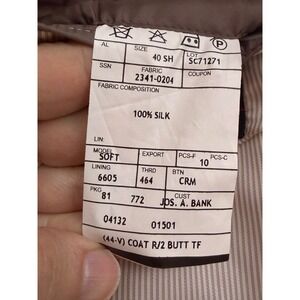 AL SIZE 40 SH LOT SC71271
SSN FABRIC 2341-0204 COUPON
FABRIC COMPOSITION
100% SILK
LIN:
MODEL SOFT EXPORT PCS-F 10 PCS-C
LINING 6605 THRD 464 BTN CRM
PKG 81 772 CUST JOS. A. BANK
04132 01501
(44-V) COAT R/2 BUTT TF